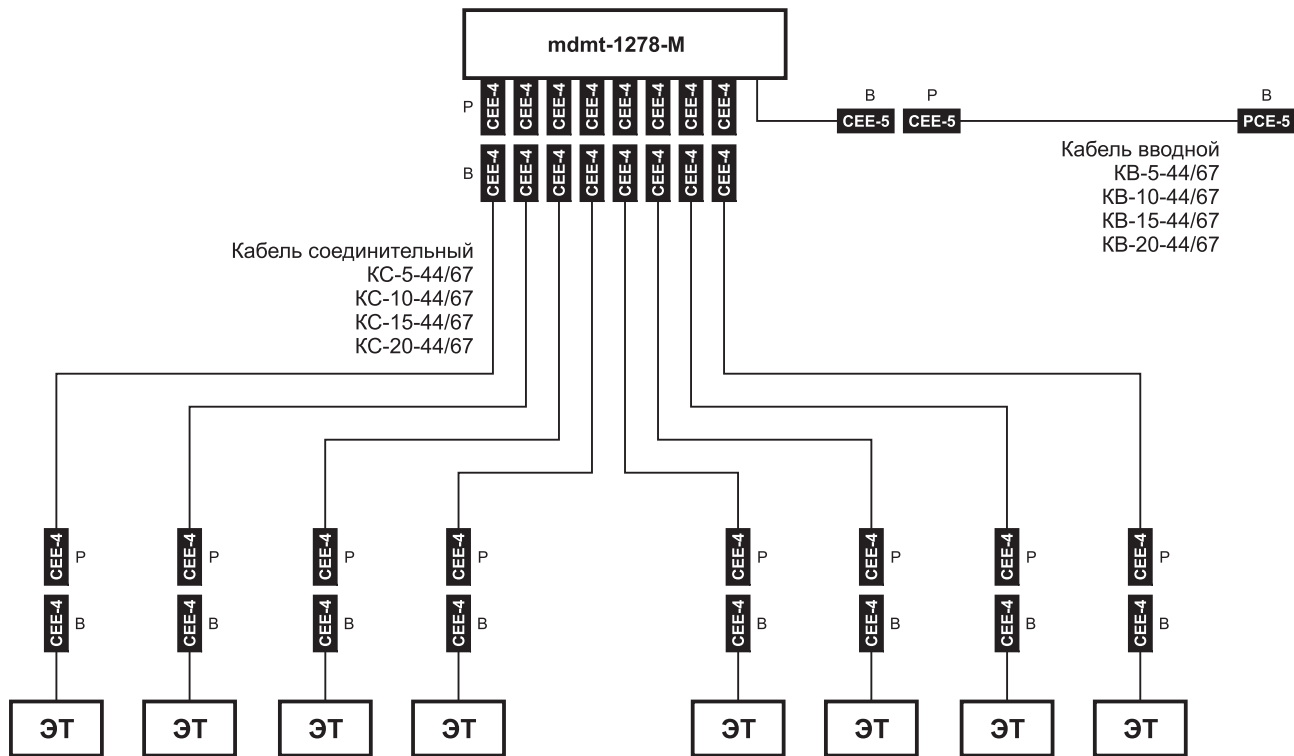 mdmt-1278-М
Р
CEE-4 CEE-4 CEE-4 CEE-4 CEE-4 CEE-4 CEE-4 CEE-4
В Р В
CEE-5 CEE-5 PCE-5
В
CEE-4 CEE-4 CEE-4 CEE-4 CEE-4 CEE-4 CEE-4 CEE-4
Кабель вводной
КВ-5-44/67
КВ-10-44/67
КВ-15-44/67
КВ-20-44/67
Кабель соединительный
КС-5-44/67
КС-10-44/67
КС-15-44/67
КС-20-44/67
CEE-4 Р CEE-4 Р CEE-4 Р CEE-4 Р CEE-4 Р CEE-4 Р CEE-4 Р CEE-4 Р
CEE-4 В CEE-4 В CEE-4 В CEE-4 В CEE-4 В CEE-4 В CEE-4 В CEE-4 В
ЭТ ЭТ ЭТ ЭТ ЭТ ЭТ ЭТ ЭТ